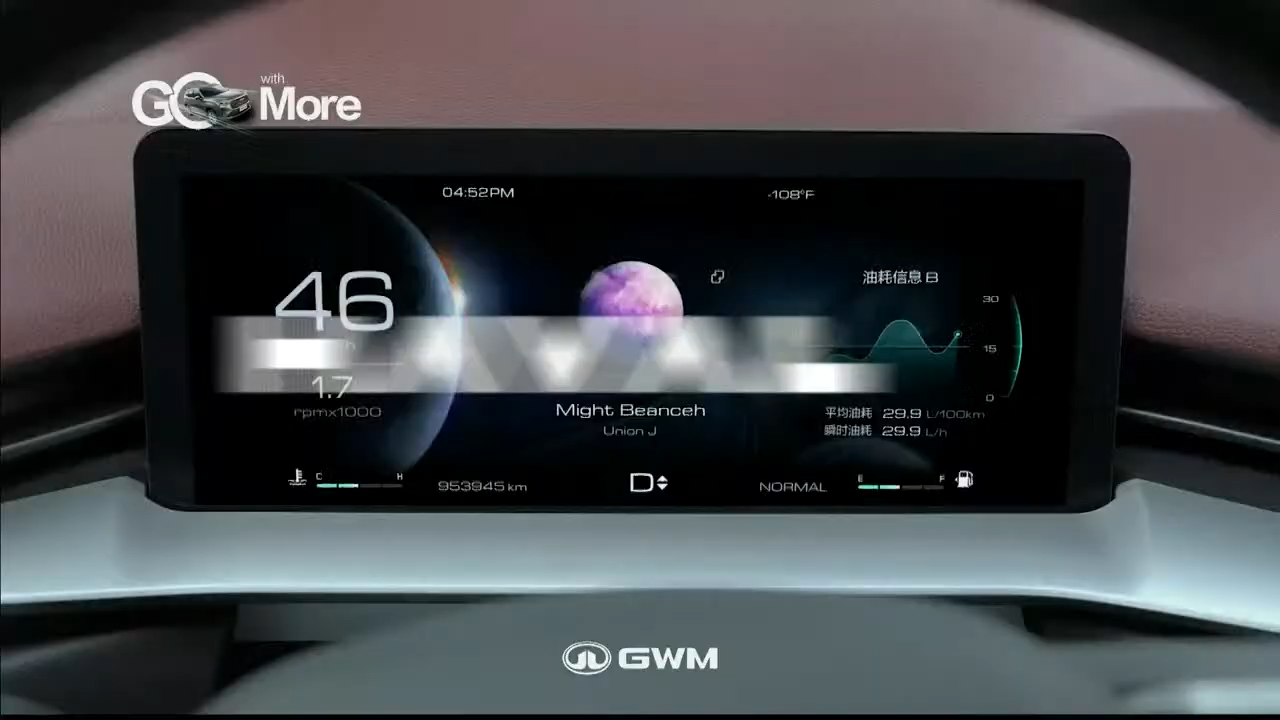 GO with More
04:52PM
-108°F
46
1.7
rpmx1000
Might Beanceh
Union J
油耗信息 B
30
15
0
平均油耗 29.9 L/100km
瞬时油耗 29.9 L/h
C H
953945 km
D
NORMAL
E F
GWM